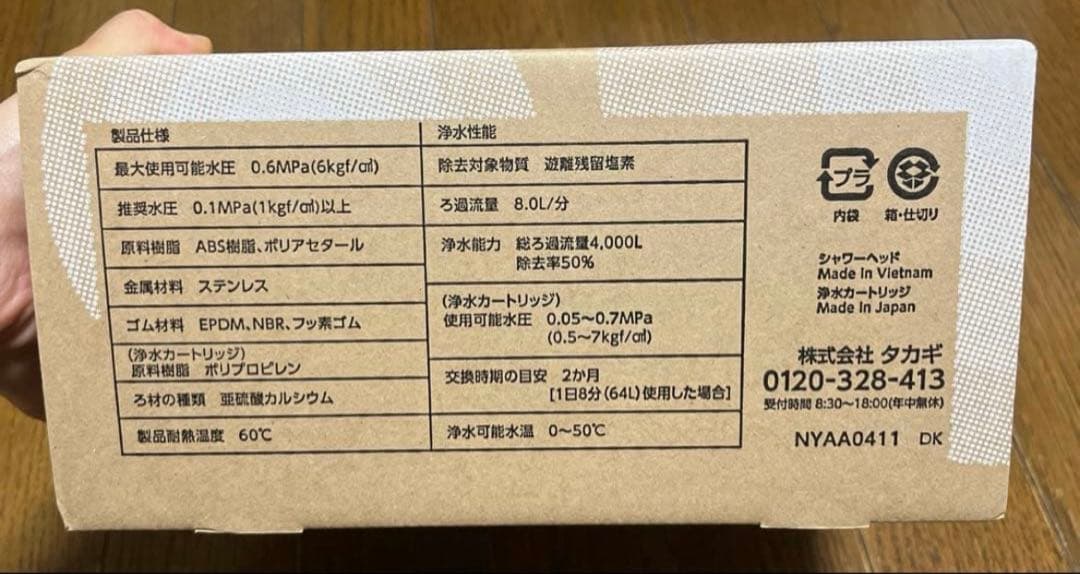 製品仕様
最大使用可能水圧 0.6MPa(6kgf/㎠)
推奨水圧 0.1MPa(1kgf/㎠)以上
原料樹脂 ABS樹脂、ポリアセタール
金属材料 ステンレス
ゴム材料 EPDM、NBR、フッ素ゴム
(浄水カートリッジ)
原料樹脂 ポリプロピレン
ろ材の種類 亜硫酸カルシウム
製品耐熱温度 60℃
浄水性能
除去対象物質 遊離残留塩素
ろ過流量 8.0L/分
浄水能力 総ろ過流量4,000L
除去率50%
(浄水カートリッジ)
使用可能水圧 0.05〜0.7MPa
(0.5〜7kgf/㎠)
交換時期の目安 2か月
[1日8分(64L)使用した場合]
浄水可能水温 0〜50℃
プラ
内袋 箱・仕切り
シャワーヘッド
Made in Vietnam
浄水カートリッジ
Made in Japan
株式会社 タカギ
0120-328-413
受付時間 8:30〜18:00(年中無休)
NYAA0411 DK